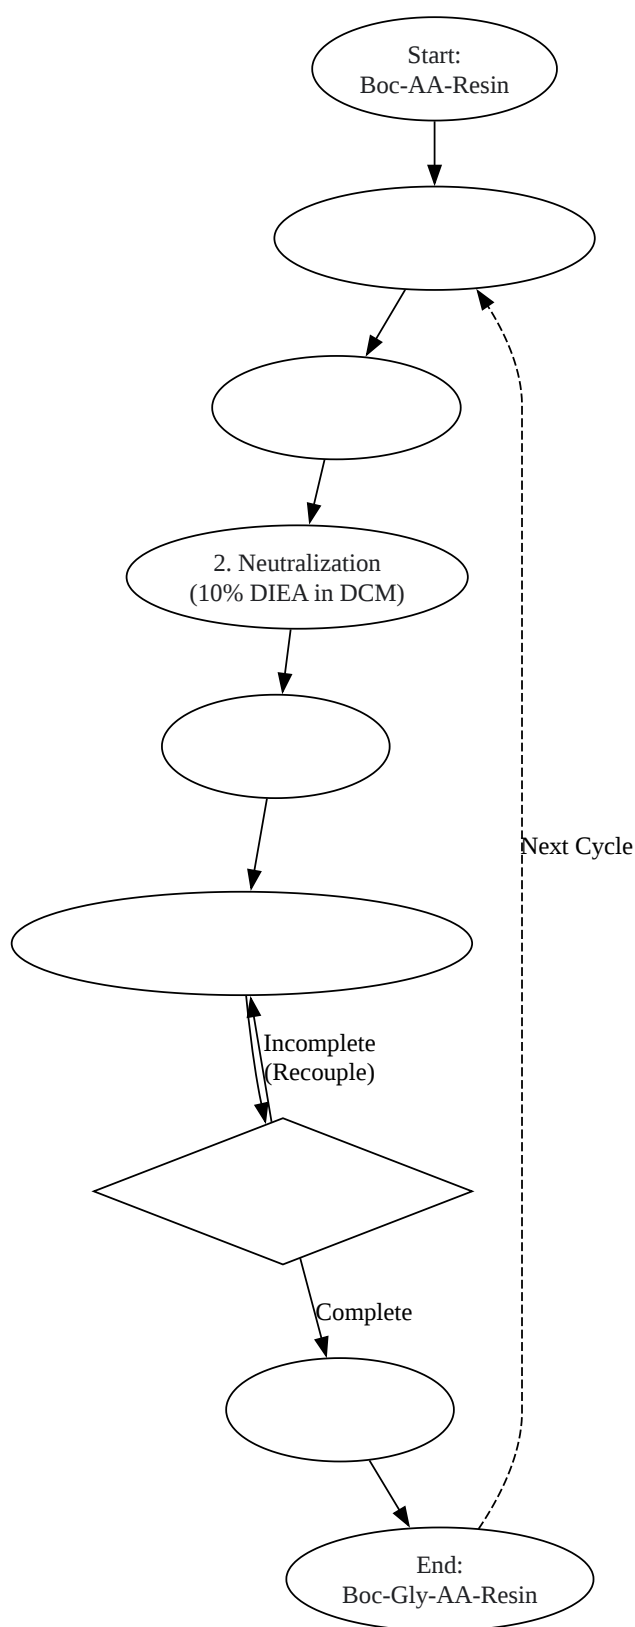 Start:
Boc-AA-Resin
2. Neutralization
(10% DIEA in DCM)
Next Cycle
Incomplete
(Recouple)
Complete
End:
Boc-Gly-AA-Resin